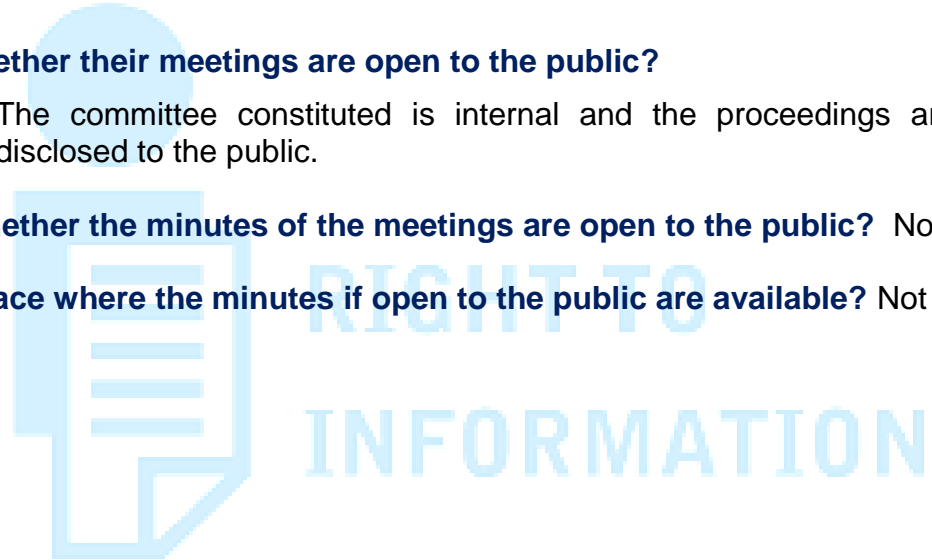 ether their meetings are open to the public?
The committee constituted is internal and the proceedings a
disclosed to the public.
ether the minutes of the meetings are open to the public? No
ace where the minutes if open to the public are available? Not
RIGHT TO
INFORMATION